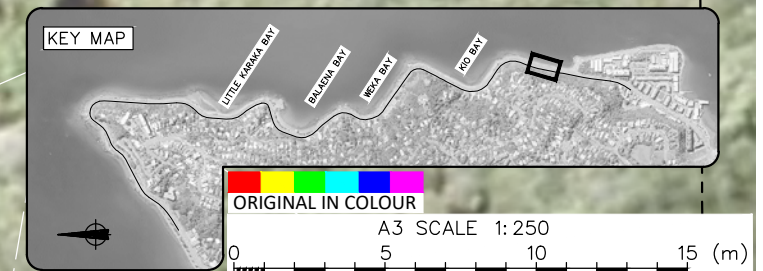 KEY MAP
LITTLE KARAKA BAY
BALAENA BAY
WEKA BAY
KIO BAY
ORIGINAL IN COLOUR
A3 SCALE 1:250
0 5 10 15 (m)